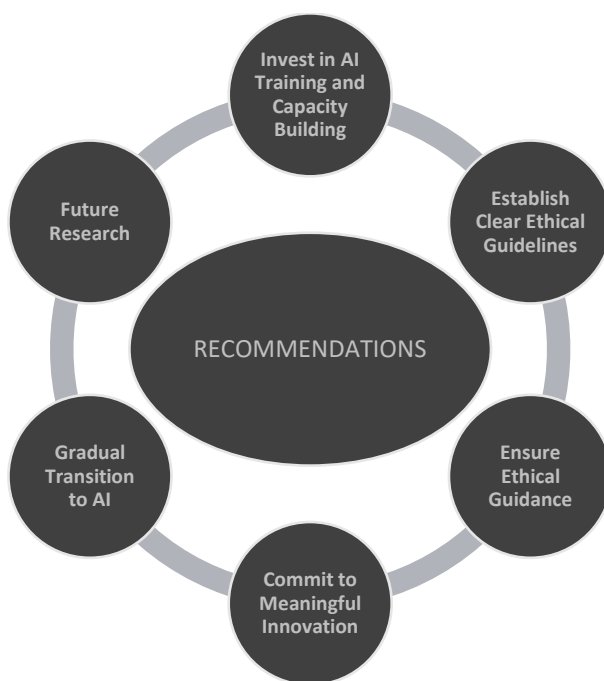 Invest in AI
Training and
Capacity
Building
Establish
Clear Ethical
Guidelines
Ensure
Ethical
Guidance
Commit to
Meaningful
Innovation
Gradual
Transition
to AI
Future
Research
RECOMMENDATIONS